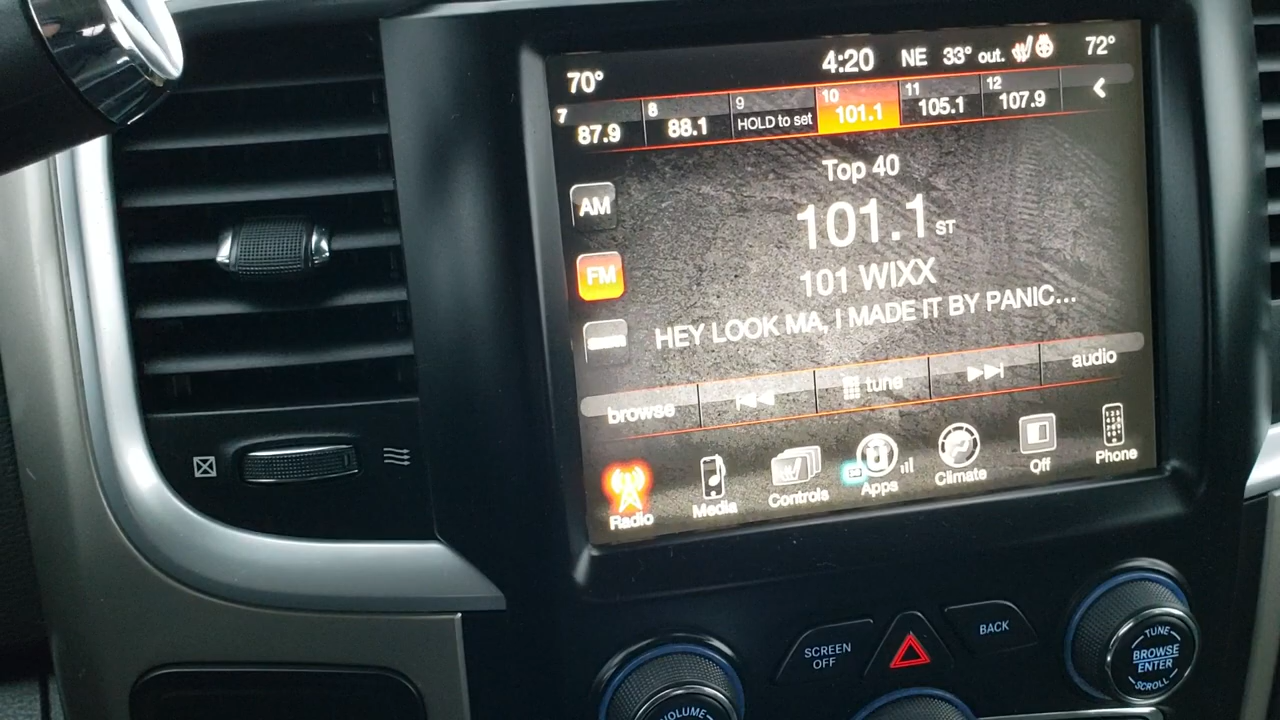 70° 4:20 NE 33° out. 72°
7 87.9 8 88.1 9 HOLD to set 10 101.1 11 105.1 12 107.9
Top 40
AM
101.1 ST
FM
101 WIXX
HEY LOOK MA, I MADE IT BY PANIC...
browse tune audio
Radio Media Controls Apps Climate Off Phone
SCREEN OFF
BACK
VOLUME
TUNE
BROWSE
ENTER
SCROLL